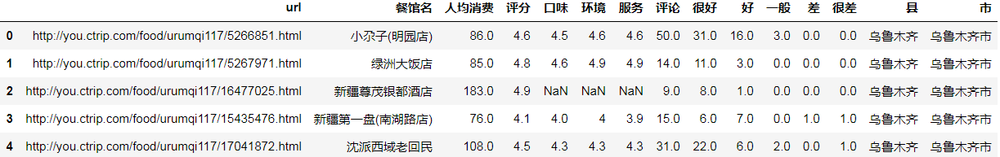 url 餐馆名 人均消费 评分 口味 环境 服务 评论 很好 好 一般 差 很差 县 市
0 http://you.ctrip.com/food/urumqi117/5266851.html 小尕子(明园店) 86.0 4.6 4.5 4.6 4.6 50.0 31.0 16.0 3.0 0.0 0.0 乌鲁木齐 乌鲁木齐市
1 http://you.ctrip.com/food/urumqi117/5267971.html 绿洲大饭店 85.0 4.8 4.6 4.9 4.9 14.0 11.0 3.0 0.0 0.0 0.0 乌鲁木齐 乌鲁木齐市
2 http://you.ctrip.com/food/urumqi117/16477025.html 新疆尊茂银都酒店 183.0 4.9 NaN NaN NaN 9.0 8.0 1.0 0.0 0.0 0.0 乌鲁木齐 乌鲁木齐市
3 http://you.ctrip.com/food/urumqi117/15435476.html 新疆第一盘(南湖路店) 76.0 4.1 4.0 4 3.9 15.0 6.0 7.0 0.0 1.0 1.0 乌鲁木齐 乌鲁木齐市
4 http://you.ctrip.com/food/urumqi117/17041872.html 沈派西域老回民 108.0 4.5 4.3 4.3 4.3 31.0 22.0 6.0 2.0 0.0 1.0 乌鲁木齐 乌鲁木齐市